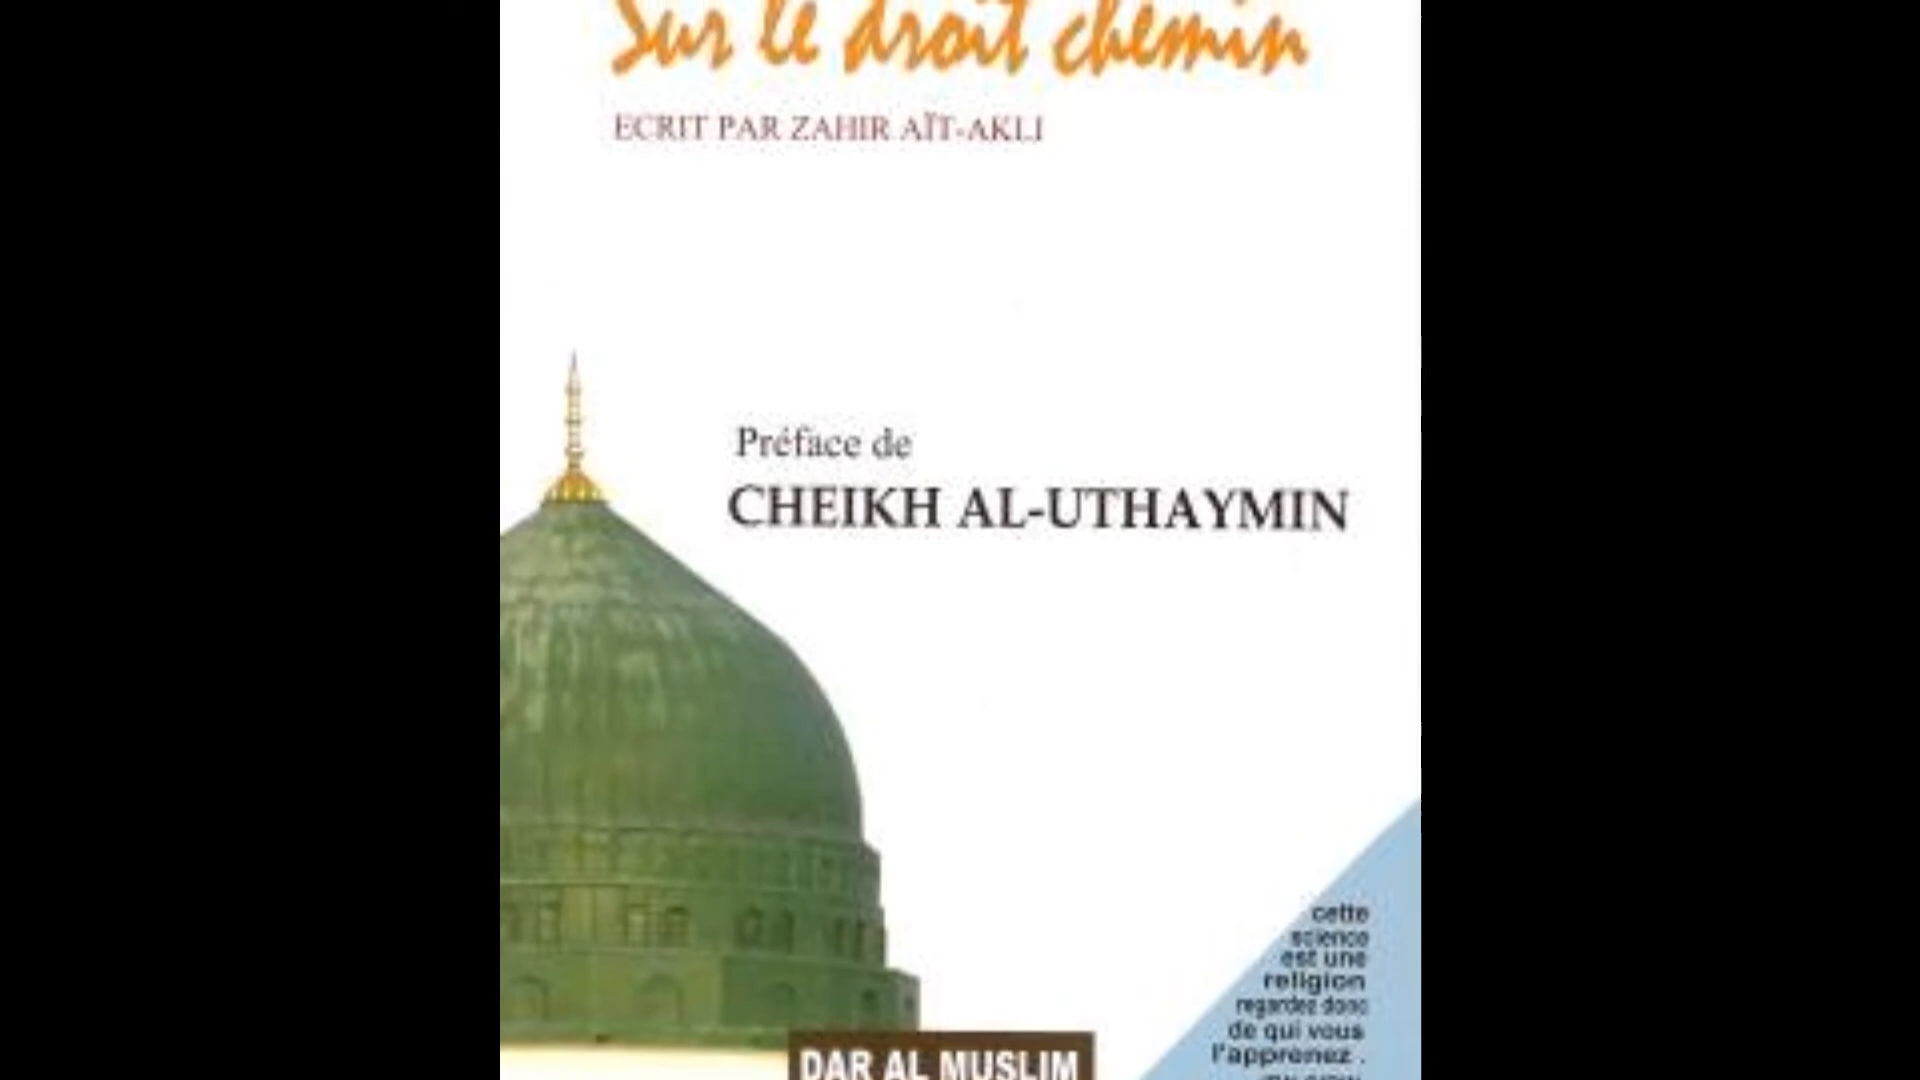 Sur le droit chemin
ECRIT PAR ZAHIR AÏT-AKLI
Préface de
CHEIKH AL-UTHAYMIN
cette
science
est une
religion
regardez donc
de qui vous
l'apprenez .
DAR AL MUSLIM